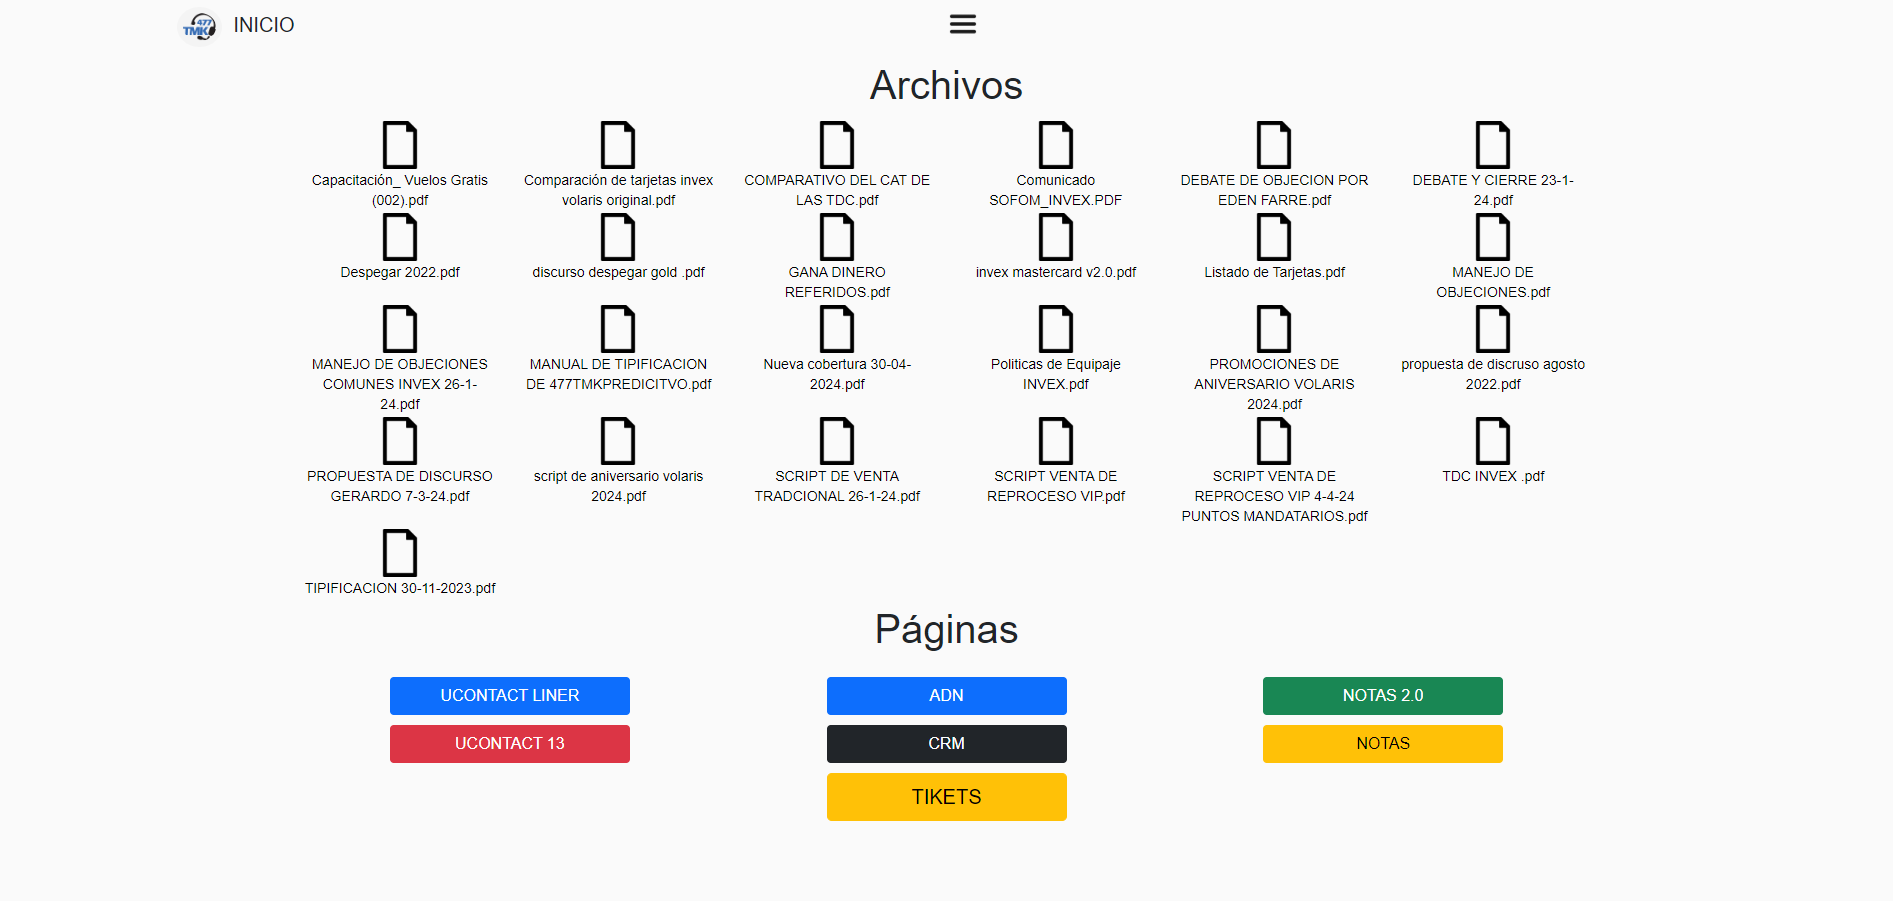 477
TMK
INICIO
Archivos
Capacitación_ Vuelos Gratis
(002).pdf
Comparación de tarjetas invex
volaris original.pdf
COMPARATIVO DEL CAT DE
LAS TDC.pdf
Comunicado
SOFOM_INVEX.PDF
DEBATE DE OBJECION POR
EDEN FARRE.pdf
DEBATE Y CIERRE 23-1-
24.pdf
Despegar 2022.pdf
discurso despegar gold .pdf
GANA DINERO
REFERIDOS.pdf
invex mastercard v2.0.pdf
Listado de Tarjetas.pdf
MANEJO DE
OBJECIONES.pdf
MANEJO DE OBJECIONES
COMUNES INVEX 26-1-
24.pdf
MANUAL DE TIPIFICACION
DE 477TMKPREDICITVO.pdf
Nueva cobertura 30-04-
2024.pdf
Politicas de Equipaje
INVEX.pdf
PROMOCIONES DE
ANIVERSARIO VOLARIS
2024.pdf
propuesta de discruso agosto
2022.pdf
PROPUESTA DE DISCURSO
GERARDO 7-3-24.pdf
script de aniversario volaris
2024.pdf
SCRIPT DE VENTA
TRADCIONAL 26-1-24.pdf
SCRIPT VENTA DE
REPROCESO VIP.pdf
SCRIPT VENTA DE
REPROCESO VIP 4-4-24
PUNTOS MANDATARIOS.pdf
TDC INVEX .pdf
TIPIFICACION 30-11-2023.pdf
Páginas
UCONTACT LINER
ADN
NOTAS 2.0
UCONTACT 13
CRM
NOTAS
TIKETS